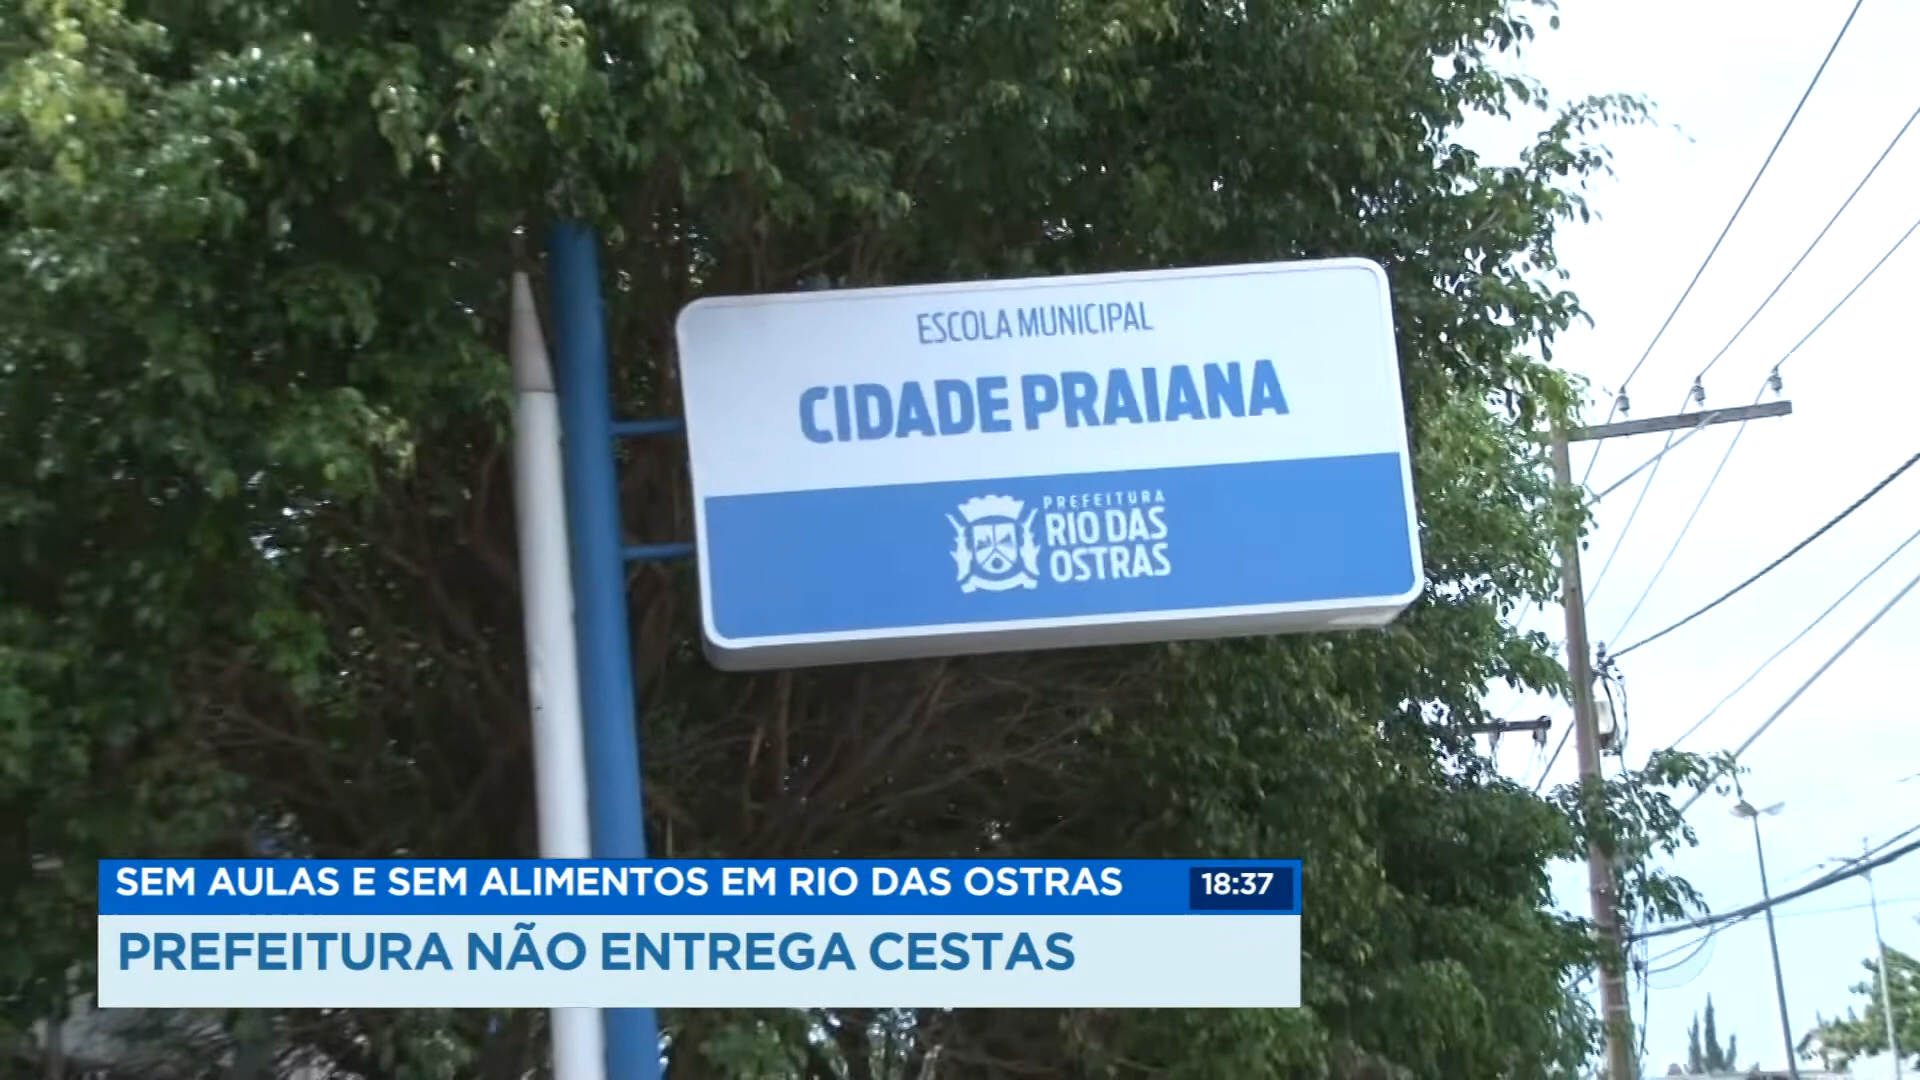 ESCOLA MUNICIPAL
CIDADE PRAIANA
PREFEITURA
RIO DAS
OSTRAS
SEM AULAS E SEM ALIMENTOS EM RIO DAS OSTRAS 18:37
PREFEITURA NÃO ENTREGA CESTAS